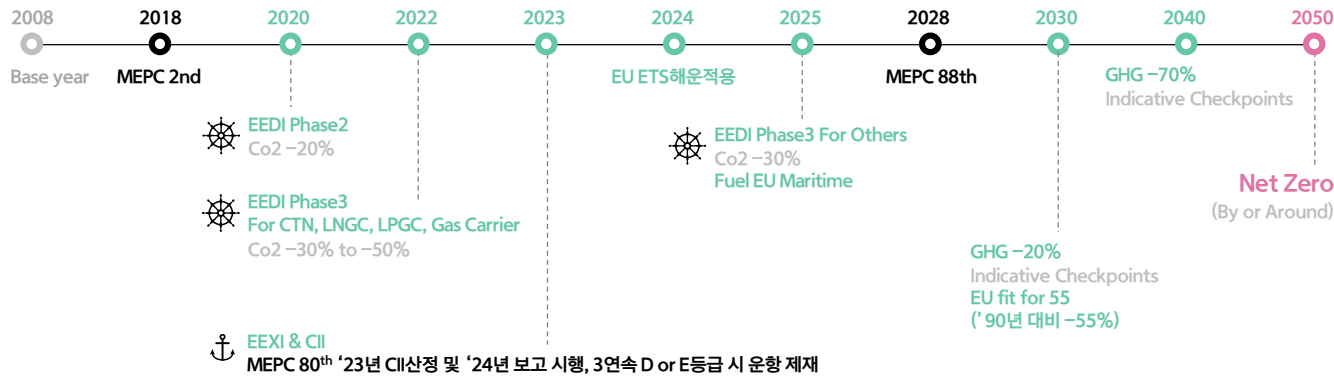 2008
2018
2020
2022
2023
2024
2025
2028
2030
2040
2050
Base year
MEPC 2nd
EU ETS해운적용
MEPC 88th
GHG -70%
Indicative Checkpoints
EEDI Phase2
Co2 -20%
EEDI Phase3 For Others
Co2 -30%
Fuel EU Maritime
Net Zero
(By or Around)
EEDI Phase3
For CTN, LNGC, LPGC, Gas Carrier
Co2 -30% to -50%
GHG -20%
Indicative Checkpoints
EU fit for 55
(’90년 대비 -55%)
EEXI & CII
MEPC 80th ‘23년 CII산정 및 ‘24년 보고 시행, 3연속 D or E등급 시 운항 제재